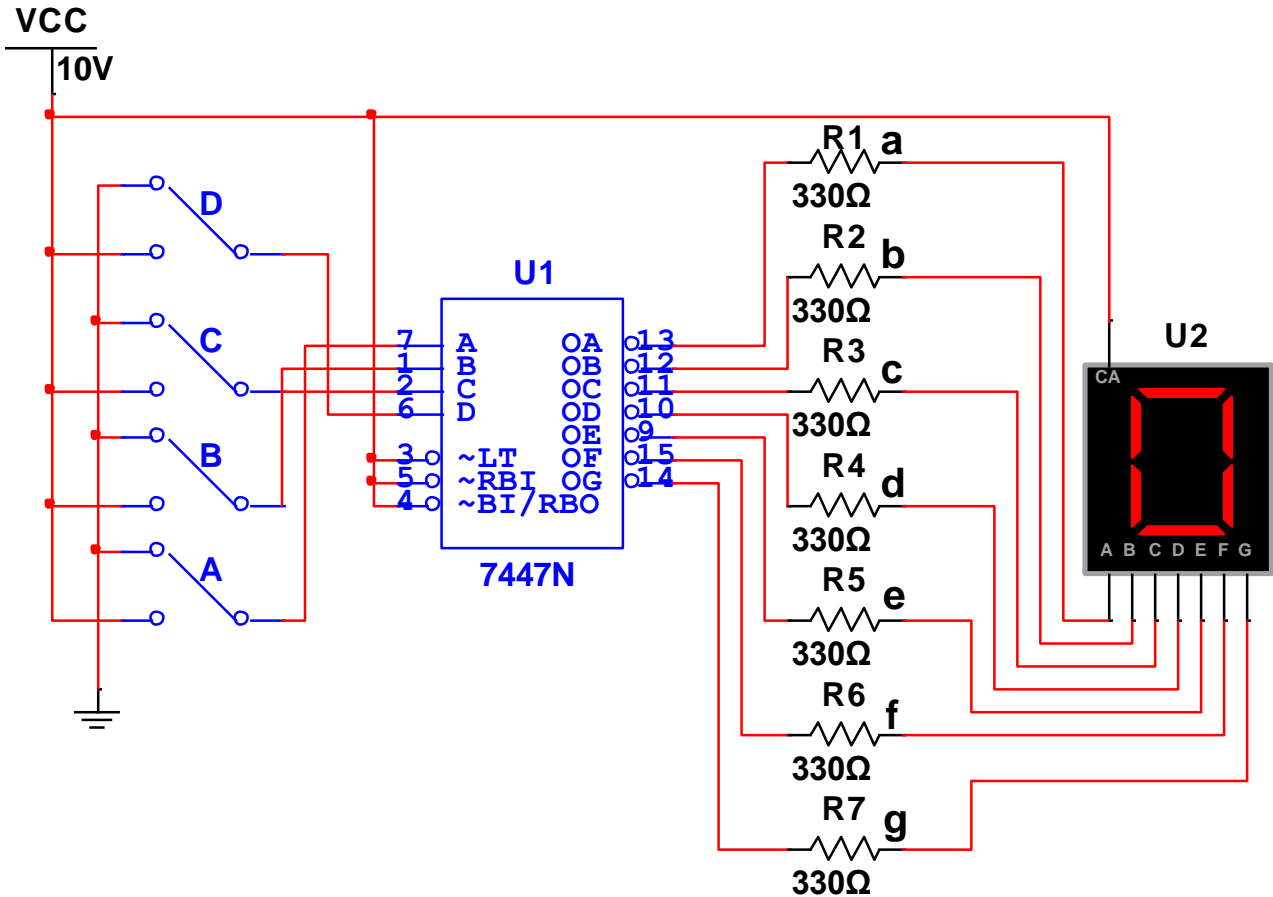 VCC
10V
R1 a
330Ω
D
R2 b
330Ω
U1
C
7 A OA 13
1 B OB 12
2 C OC 11
6 D OD 10
OE 9
3 ~LT OF 15
5 ~RBI OG 14
4 ~BI/RBO
7447N
B
A
R3 c
330Ω
R4 d
330Ω
R5 e
330Ω
R6 f
330Ω
R7 g
330Ω
U2
CA
A B C D E F G